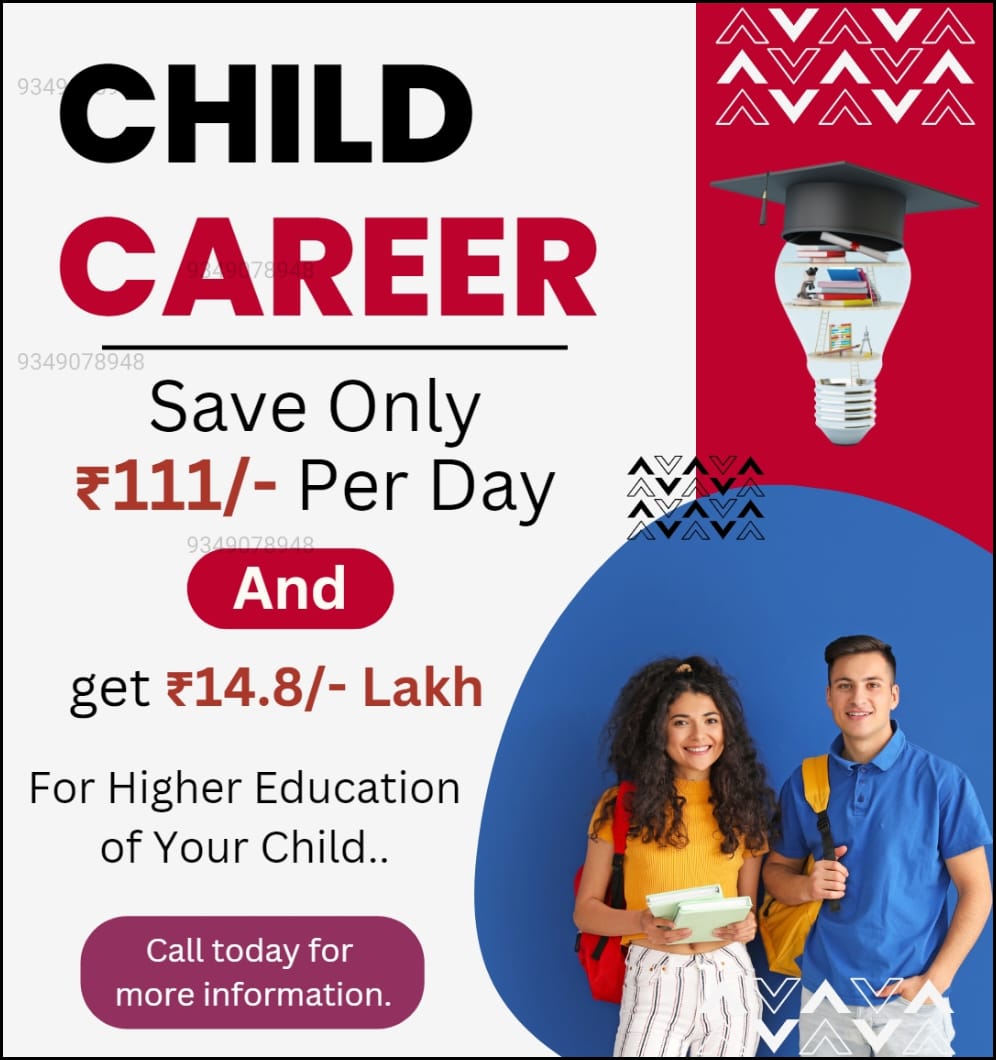 CHILD
CAREER
9349078948
9349078948
Save Only
₹111/- Per Day
9349078948
And
get ₹14.8/- Lakh
For Higher Education
of Your Child..
Call today for
more information.